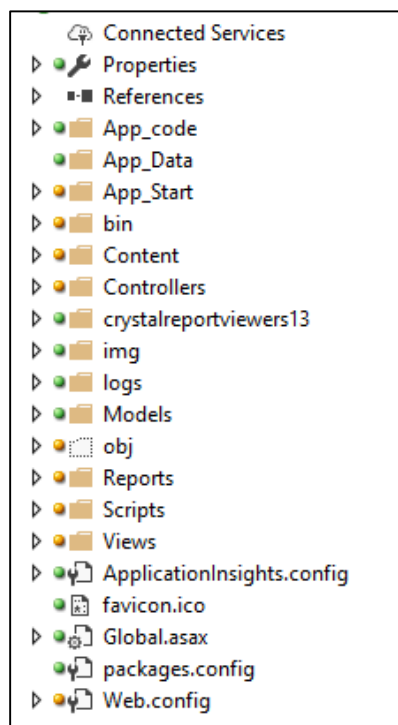 Connected Services
Properties
References
App_code
App_Data
App_Start
bin
Content
Controllers
crystalreportviewers13
img
logs
Models
obj
Reports
Scripts
Views
ApplicationInsights.config
favicon.ico
Global.asax
packages.config
Web.config